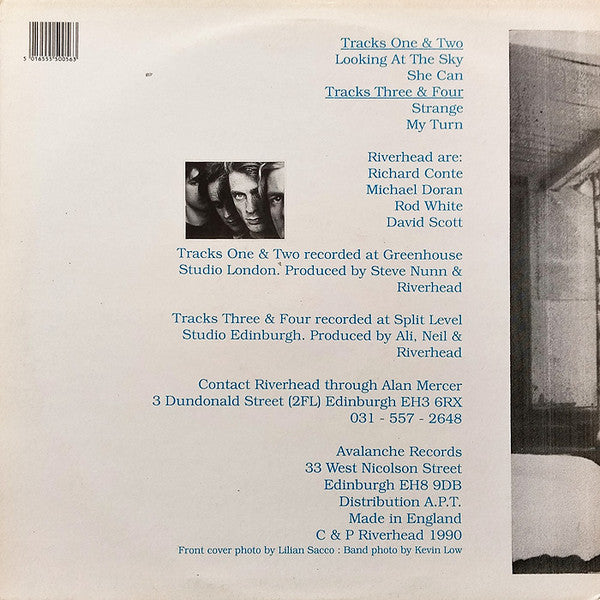 5 016555 500563
Tracks One & Two
Looking At The Sky
She Can
Tracks Three & Four
Strange
My Turn
Riverhead are:
Richard Conte
Michael Doran
Rod White
David Scott
Tracks One & Two recorded at Greenhouse
Studio London. Produced by Steve Nunn &
Riverhead
Tracks Three & Four recorded at Split Level
Studio Edinburgh. Produced by Ali, Neil &
Riverhead
Contact Riverhead through Alan Mercer
3 Dundonald Street (2FL) Edinburgh EH3 6RX
031 - 557 - 2648
Avalanche Records
33 West Nicolson Street
Edinburgh EH8 9DB
Distribution A.P.T.
Made in England
C & P Riverhead 1990
Front cover photo by Lilian Sacco : Band photo by Kevin Low